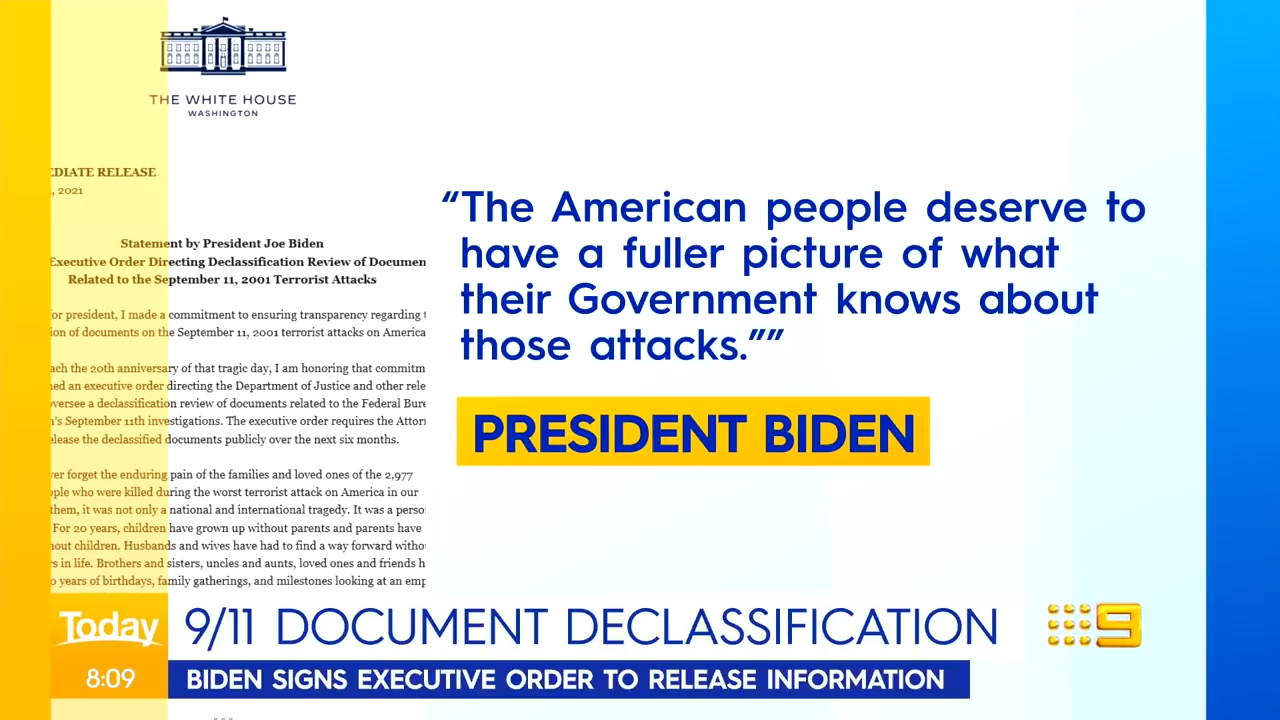 THE WHITE HOUSE
WASHINGTON
EDIATE RELEASE
, 2021
Statement by President Joe Biden
Executive Order Directing Declassification Review of Documen
Related to the September 11, 2001 Terrorist Attacks
or president, I made a commitment to ensuring transparency regarding t
ion of documents on the September 11, 2001 terrorist attacks on America
ach the 20th anniversary of that tragic day, I am honoring that commitm
ned an executive order directing the Department of Justice and other rele
oversee a declassification review of documents related to the Federal Bure
n's September 11th investigations. The executive order requires the Attorn
elease the declassified documents publicly over the next six months.
er forget the enduring pain of the families and loved ones of the 2,977
ople who were killed during the worst terrorist attack on America in our
them, it was not only a national and international tragedy. It was a perso
For 20 years, children have grown up without parents and parents have
hout children. Husbands and wives have had to find a way forward witho
rs in life. Brothers and sisters, uncles and aunts, loved ones and friends h
o years of birthdays, family gatherings, and milestones looking at an emp
“The American people deserve to
have a fuller picture of what
their Government knows about
those attacks.””
PRESIDENT BIDEN
Today
8:09
9/11 DOCUMENT DECLASSIFICATION
BIDEN SIGNS EXECUTIVE ORDER TO RELEASE INFORMATION
9